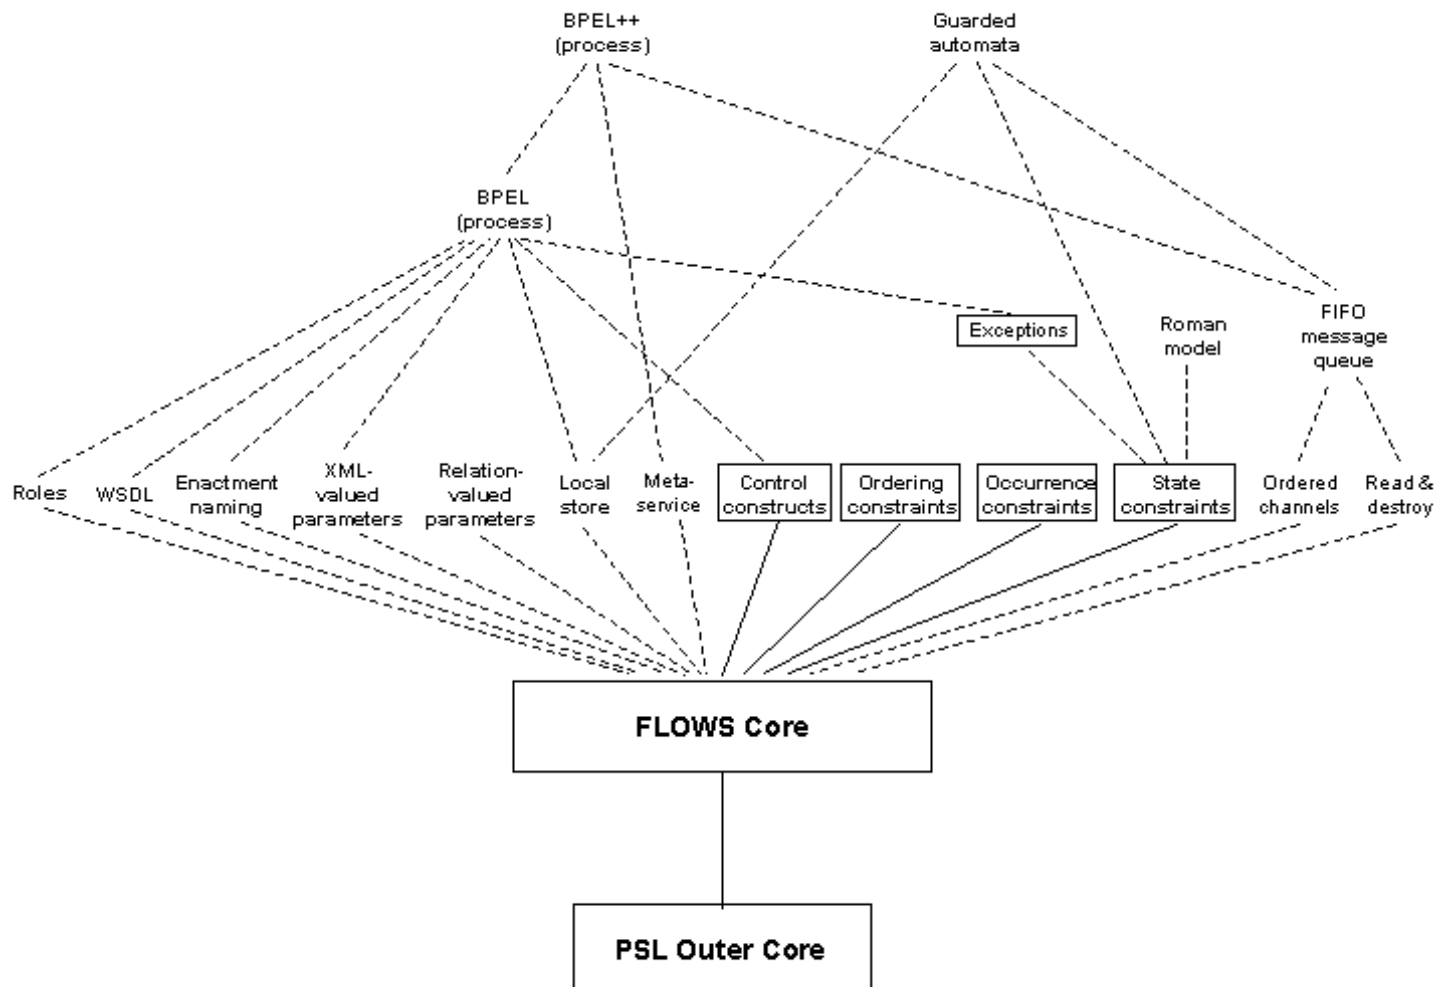 BPEL++
(process)
Guarded
automata
BPEL
(process)
Exceptions
Roman
model
FIFO
message
queue
Roles
WSDL
Enactment
naming
XML-
valued
parameters
Relation-
valued
parameters
Local
store
Meta-
service
Control
constructs
Ordering
constraints
Occurrence
constraints
State
constraints
Ordered
channels
Read &
destroy
FLOWS Core
PSL Outer Core